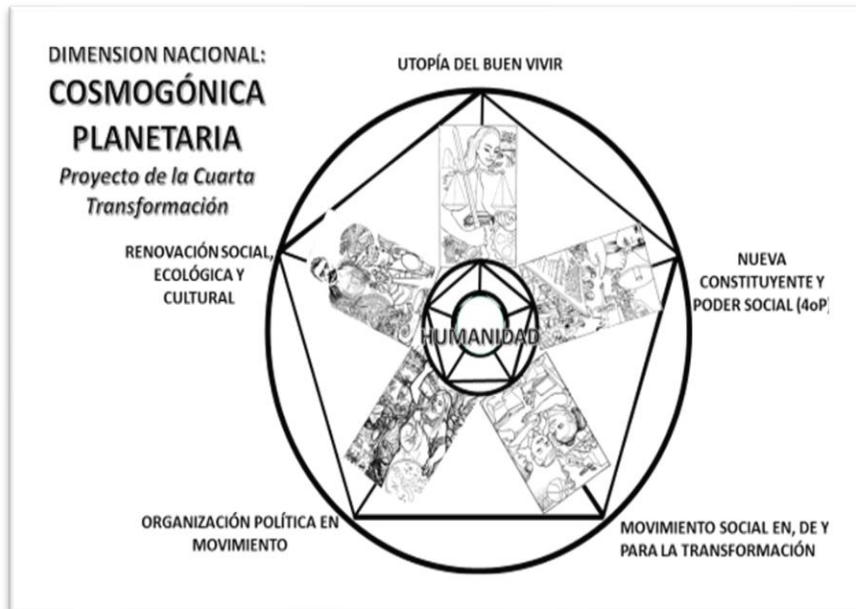 DIMENSION NACIONAL:
COSMOGÓNICA
PLANETARIA
Proyecto de la Cuarta
Transformación
UTOPÍA DEL BUEN VIVIR
RENOVACIÓN SOCIAL,
ECOLÓGICA Y
CULTURAL
NUEVA
CONSTITUYENTE Y
PODER SOCIAL (4oP)
HUMANIDAD
ORGANIZACIÓN POLÍTICA EN
MOVIMIENTO
MOVIMIENTO SOCIAL EN, DE Y
PARA LA TRANSFORMACIÓN